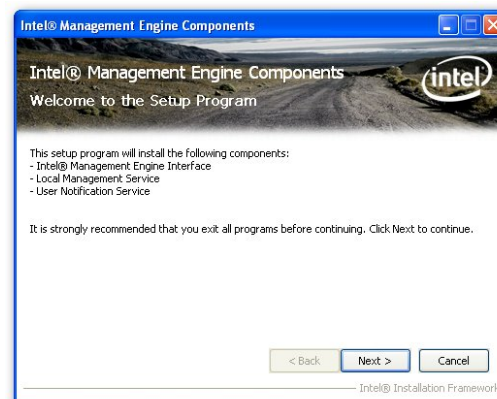 Intel® Management Engine Components
Intel® Management Engine Components
intel
Welcome to the Setup Program
This setup program will install the following components:
- Intel® Management Engine Interface
- Local Management Service
- User Notification Service
It is strongly recommended that you exit all programs before continuing. Click Next to continue.
< Back
Next >
Cancel
Intel® Installation Framework